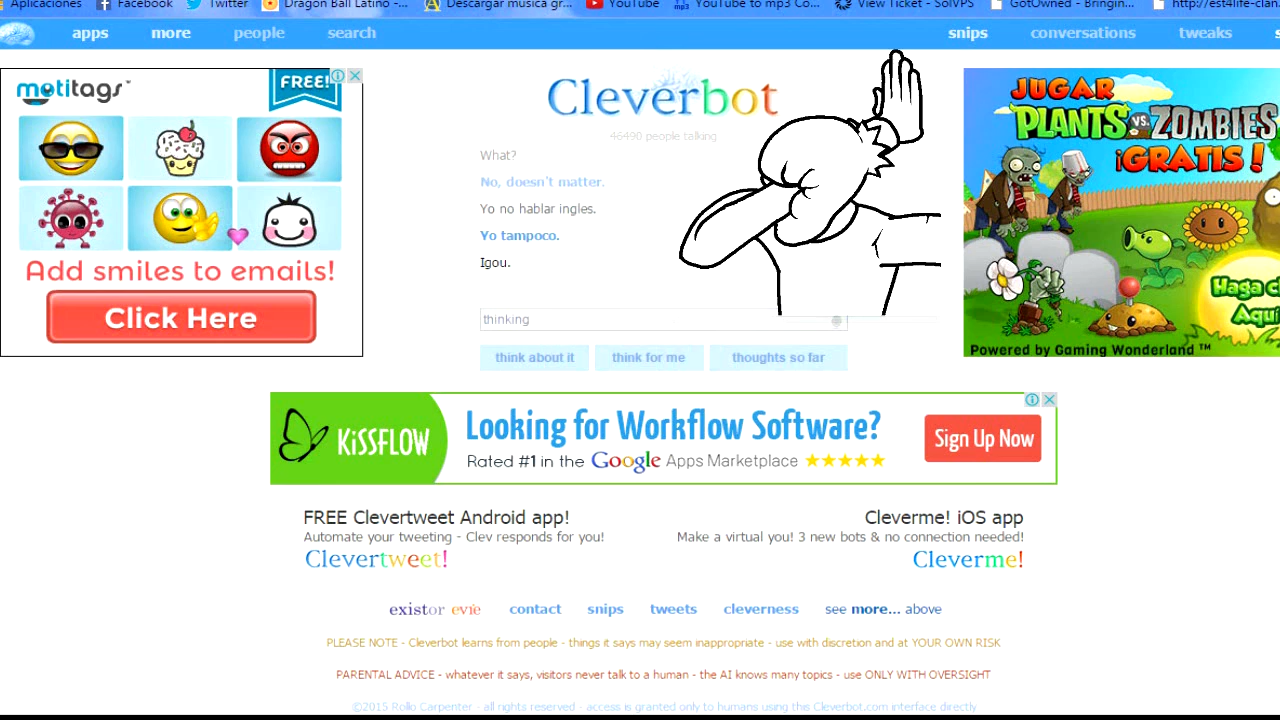 Aplicaciones Facebook Twitter Dragon Ball Latino -... Descargar musica gr... YouTube YouTube to mp3 Co... View Ticket - SolVPS GotOwned - Bringin... http://est4life-clan.
apps more people search snips conversations tweaks
motitags™ FREE!
Add smiles to emails!
Click Here
Cleverbot
46490 people talking
What?
No, doesn't matter.
Yo no hablar ingles.
Yo tampoco.
Igou.
thinking
think about it think for me thoughts so far
JUGAR
PLANTS VS. ZOMBIES
¡GRATIS!
Haga c
Aquí
Powered by Gaming Wonderland ™
KiSSFLOW
Looking for Workflow Software?
Rated #1 in the Google Apps Marketplace
Sign Up Now
FREE Clevertweet Android app!
Automate your tweeting - Clev responds for you!
Clevertweet!
Cleverme! iOS app
Make a virtual you! 3 new bots & no connection needed!
Cleverme!
existor evie contact snips tweets cleverness see more... above
PLEASE NOTE - Cleverbot learns from people - things it says may seem inappropriate - use with discretion and at YOUR OWN RISK
PARENTAL ADVICE - whatever it says, visitors never talk to a human - the AI knows many topics - use ONLY WITH OVERSIGHT
©2015 Rollo Carpenter - all rights reserved - access is granted only to humans using this Cleverbot.com interface directly